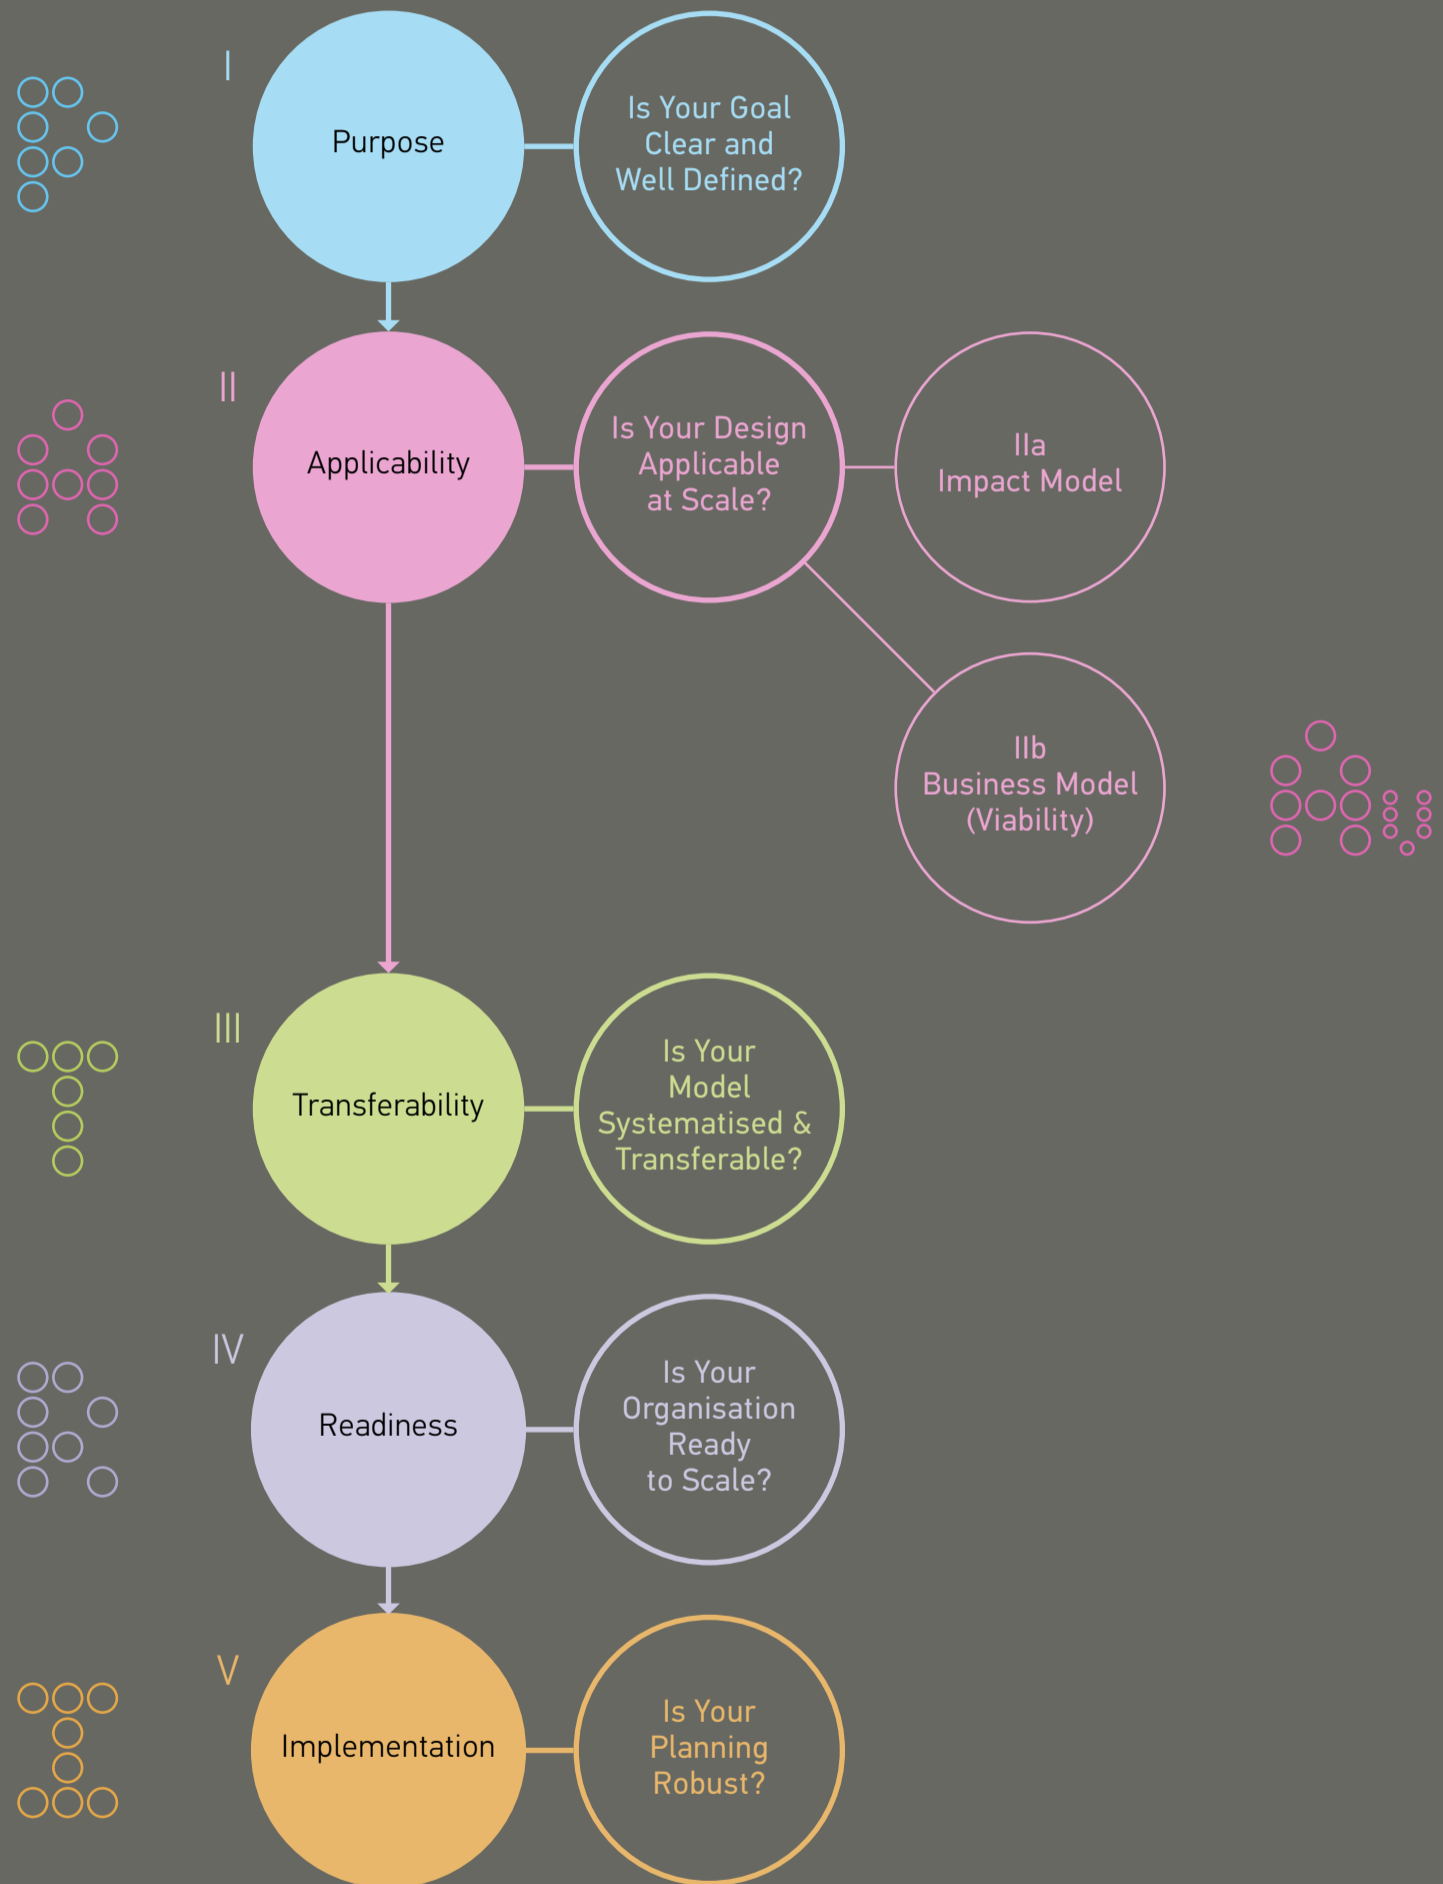 I
Purpose
Is Your Goal
Clear and
Well Defined?
II
Applicability
Is Your Design
Applicable
at Scale?
IIa
Impact Model
IIb
Business Model
(Viability)
III
Transferability
Is Your
Model
Systematised &
Transferable?
IV
Readiness
Is Your
Organisation
Ready
to Scale?
V
Implementation
Is Your
Planning
Robust?
P
A
Av
T
R
I